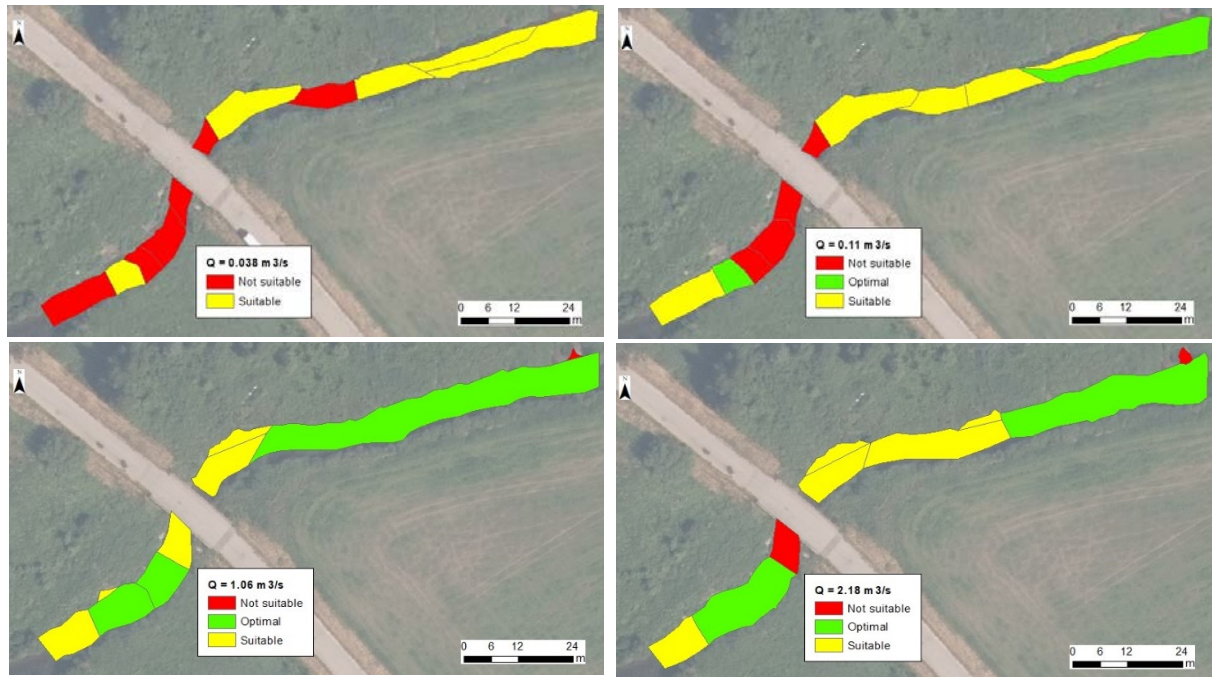 N
Q = 0.038 m 3/s
Not suitable
Suitable
0 6 12 24
m
N
Q = 0.11 m 3/s
Not suitable
Optimal
Suitable
0 6 12 24
m
N
Q = 1.06 m 3/s
Not suitable
Optimal
Suitable
0 4 6 12 24
m
N
Q = 2.18 m 3/s
Not suitable
Optimal
Suitable
0 4 6 12 24
m